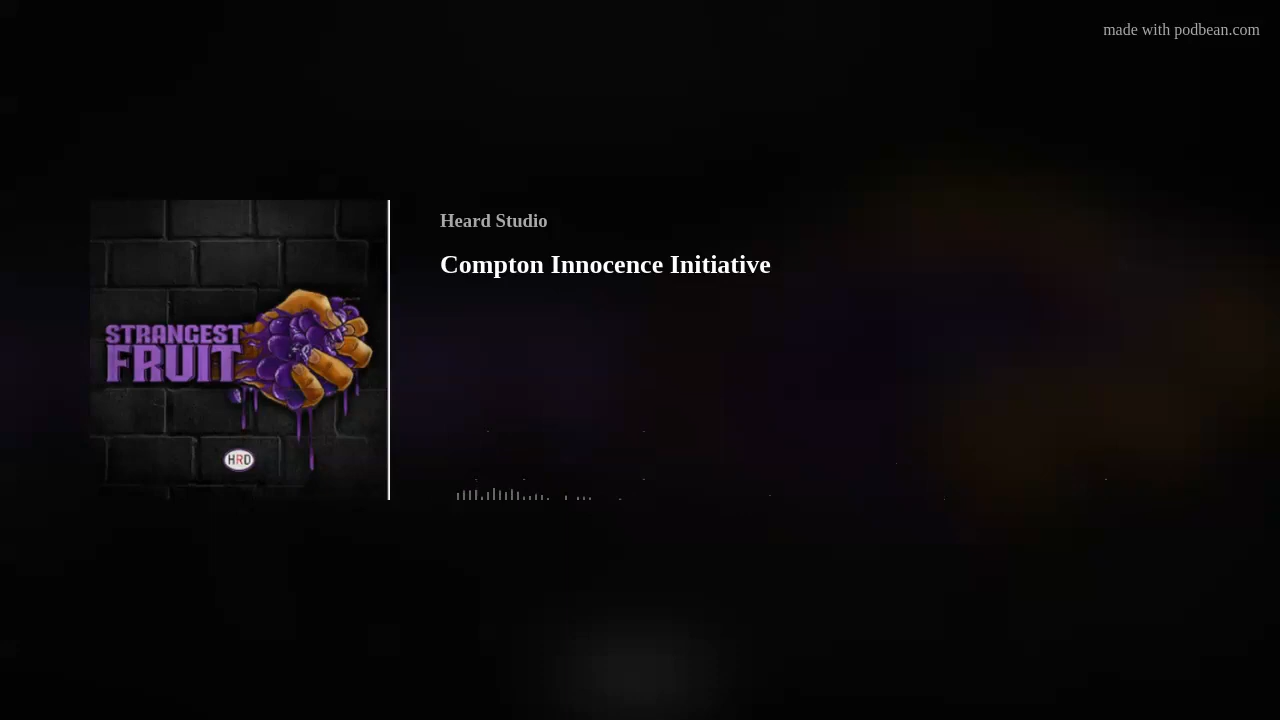 made with podbean.com
Heard Studio
Compton Innocence Initiative
STRANGEST
FRUIT
HRD